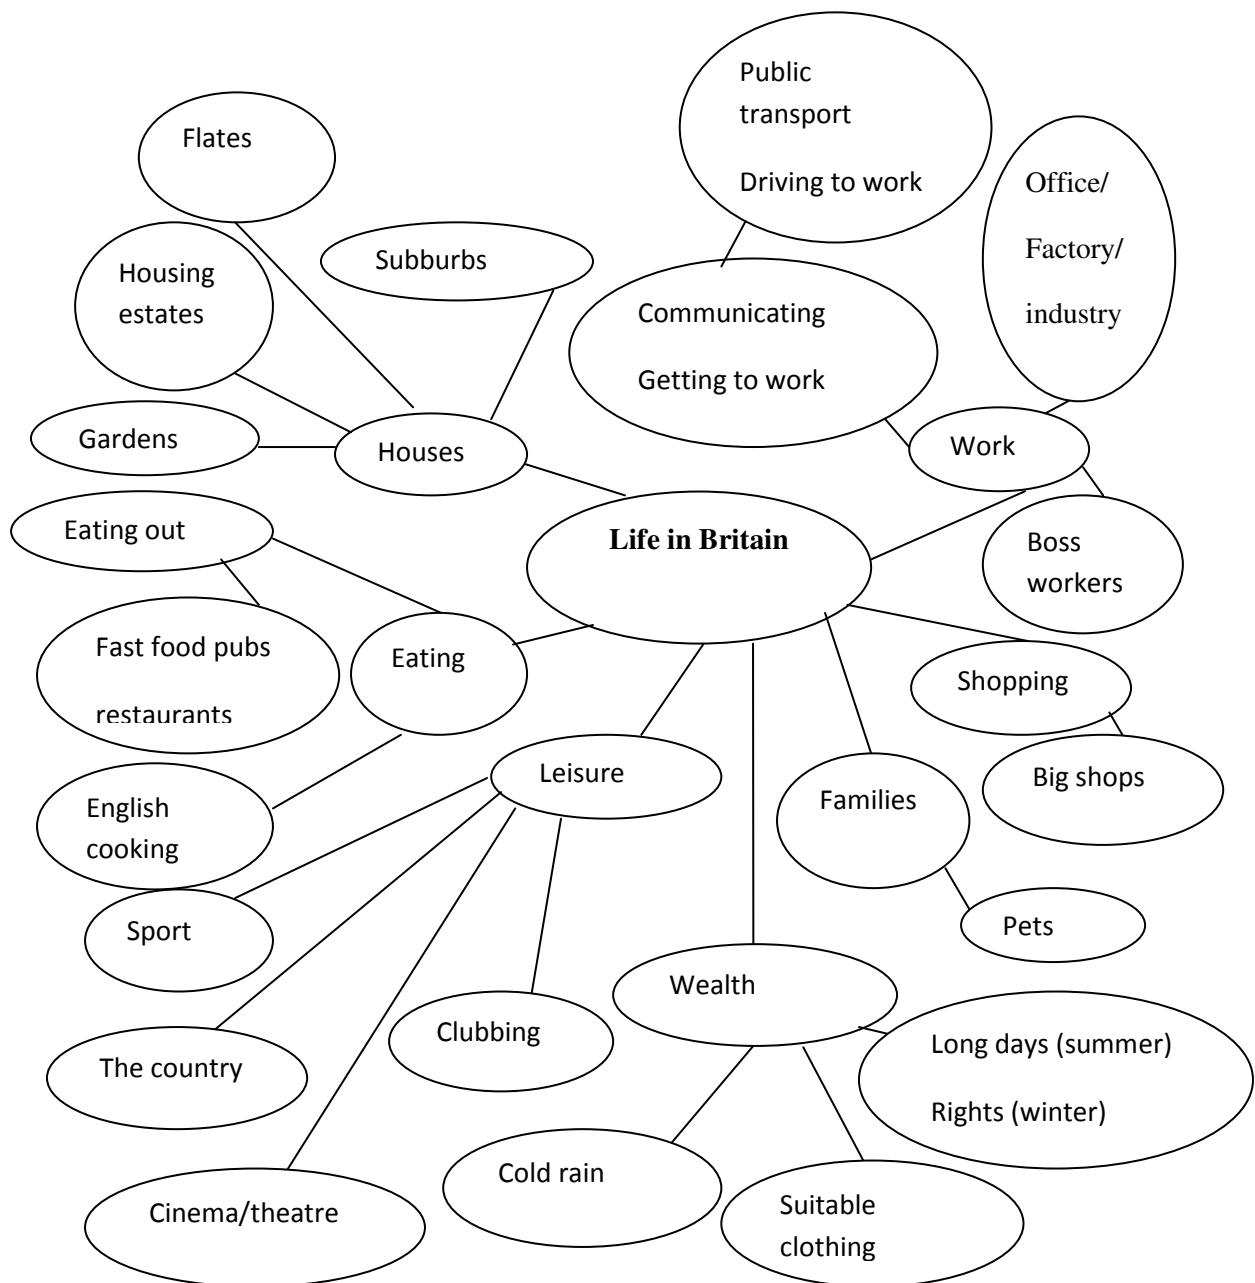 Public
transport
Driving to work
Flates
Office/
Factory/
industry
Subburbs
Housing
estates
Communicating
Getting to work
Gardens
Houses
Work
Eating out
Life in Britain
Boss
workers
Fast food pubs
restaurants
Eating
Shopping
Leisure
Big shops
English
cooking
Families
Sport
Pets
Wealth
Clubbing
Long days (summer)
Rights (winter)
The country
Cold rain
Cinema/theatre
Suitable
clothing